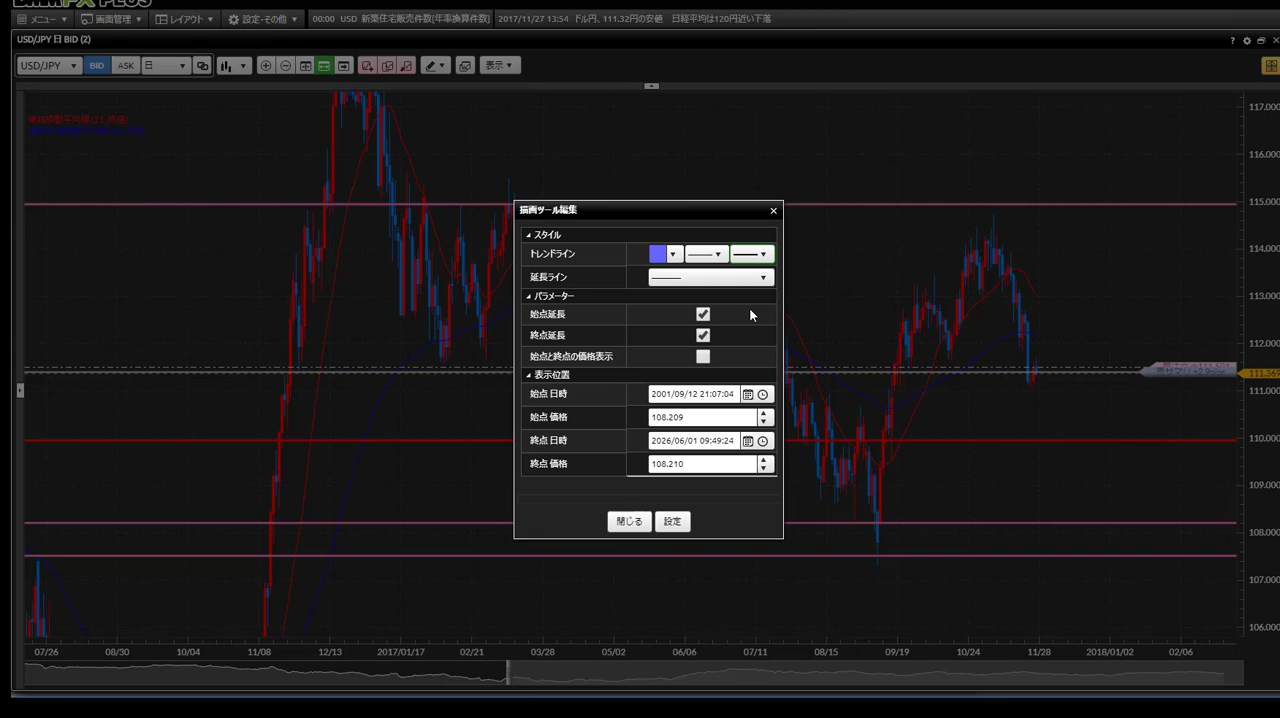 メニュー 画面管理 レイアウト 設定・その他 00:00 USD 新築住宅販売件数[年率換算件数] 2017/11/27 13:54 ドル円、111.32円の安値 日経平均は120円近い下落
USD/JPY 日 BID (2)
USD/JPY BID ASK 日 表示
117.000
116.000
115.000
114.000
113.000
112.000
111.369
111.000
110.000
109.000
108.000
107.000
106.000
描画ツール編集
スタイル
トレンドライン
延長ライン
パラメーター
始点延長
終点延長
始点と終点の価格表示
表示位置
始点 日時 2001/09/12 21:07:04
始点 価格 108.209
終点 日時 2026/06/01 09:49:24
終点 価格 108.210
閉じる 設定
07/26 08/30 10/04 11/08 12/13 2017/01/17 02/21 03/28 05/02 06/06 07/11 08/15 09/19 10/24 11/28 2018/01/02 02/06